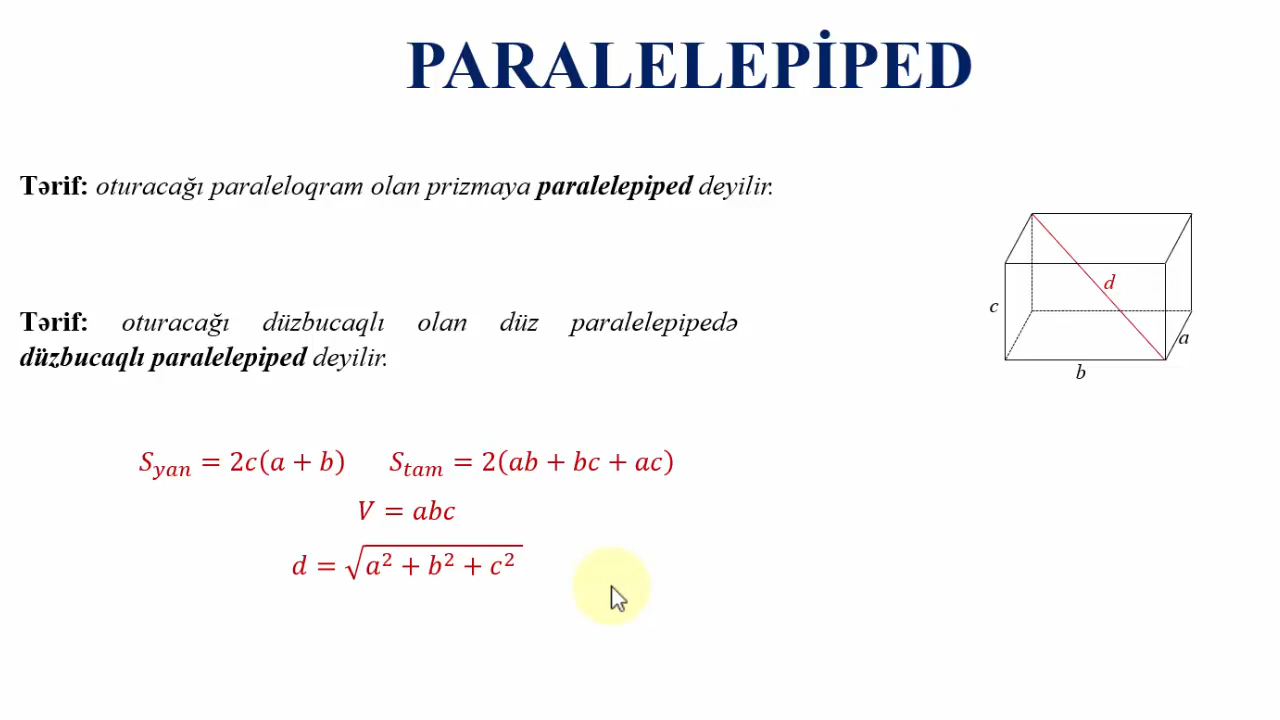 PARALELEPİPED
Tərif: oturacağı paraleloqram olan prizmaya paralelepiped deyilir.
Tərif: oturacağı düzbucaqlı olan düz paralelepipedə
düzbucaqlı paralelepiped deyilir.
d
c
a
b
S_yan = 2c(a + b) S_tam = 2(ab + bc + ac)
V = abc
d = √(a² + b² + c²)